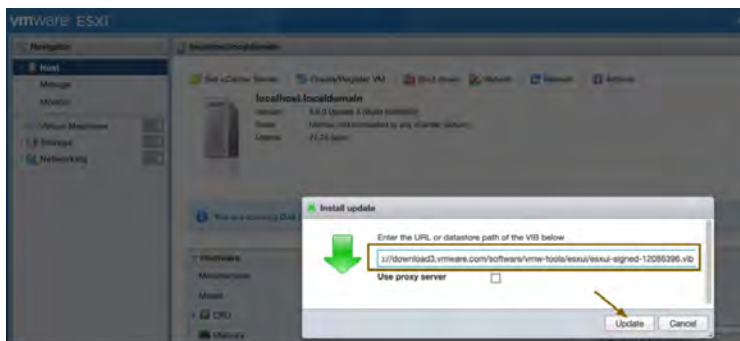 vmware ESXi
Navigator
localhost.localdomain
Host
Manage
Monitor
Virtual Machines
Storage
Networking
Get vCenter Server
Create/Register VM
Shut down
Reboot
Refresh
Actions
localhost.localdomain
You are running
Install update
Enter the URL or datastore path of the VIB below
://download3.vmware.com/software/vmw-tools/esxui/esxui-signed-12086396.vib
Use proxy server
Update
Cancel
Hardware
Manufacturer
Model
CPU
Memory